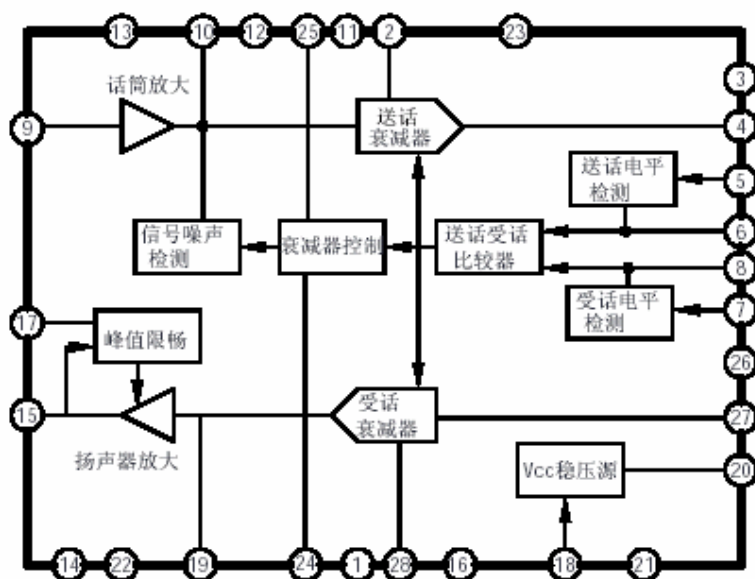 13
10
12
25
11
2
23
3
话筒放大
9
送话
衰减器
4
送话电平
检测
5
6
信号噪声
检测
衰减器控制
送话受话
比较器
8
受话电平
检测
7
17
峰值限畅
26
15
受话
衰减器
27
扬声器放大
Vcc稳压源
20
14
22
19
24
1
28
16
18
21